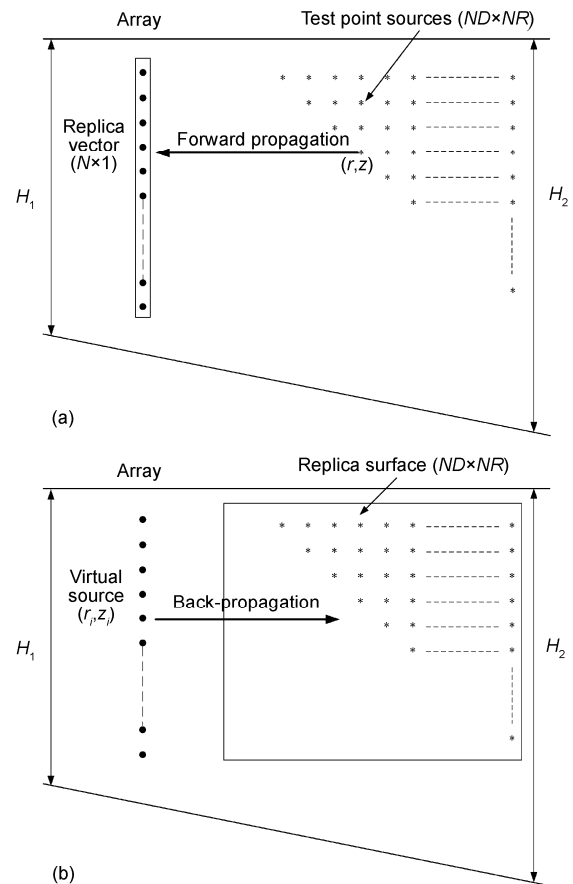 Array
Test point sources (ND×NR)
Replica
vector
(N×1)
Forward propagation
(r,z)
H1
H2
(a)
Array
Replica surface (ND×NR)
Virtual
source
(ri,zi)
Back-propagation
H1
H2
(b)